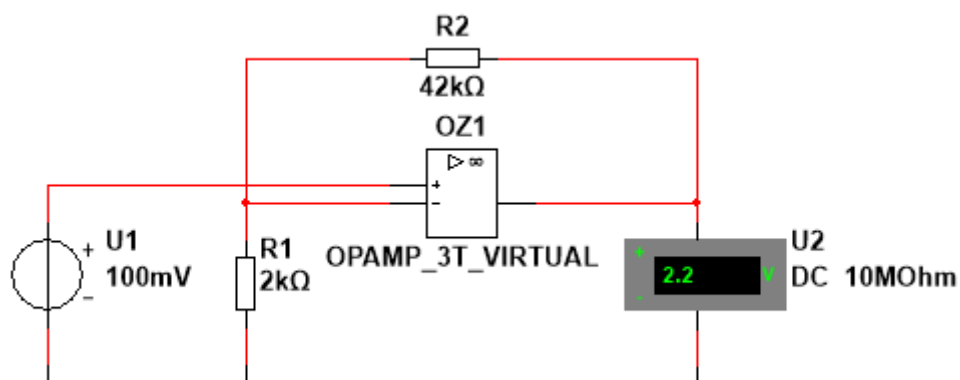 R2
42kΩ
OZ1
▷ ∞
+
−
OPAMP_3T_VIRTUAL
U1
100mV
+
−
R1
2kΩ
U2
DC 10MOhm
+
2.2 V
-